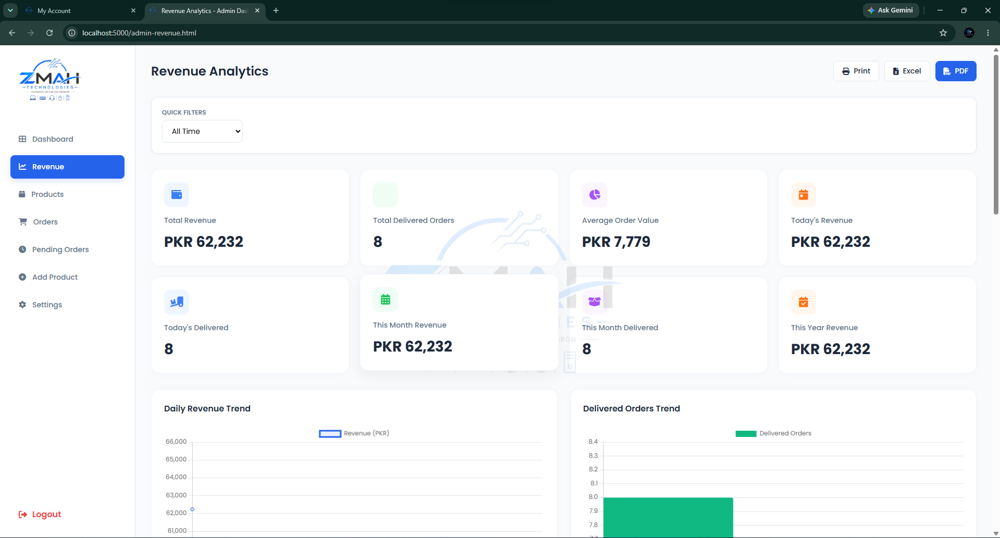 My Account
Revenue Analytics - Admin Das
Ask Gemini
localhost:5000/admin-revenue.html
ZMAH
TECHNOLOGIES
TECHNOLOGY FOR A BETTER TOMORROW
Dashboard
Revenue
Products
Orders
Pending Orders
Add Product
Settings
Logout
Revenue Analytics
Print
Excel
PDF
QUICK FILTERS
All Time
Total Revenue
PKR 62,232
Total Delivered Orders
8
Average Order Value
PKR 7,779
Today's Revenue
PKR 62,232
Today's Delivered
8
This Month Revenue
PKR 62,232
This Month Delivered
8
This Year Revenue
PKR 62,232
Daily Revenue Trend
Revenue (PKR)
66,000
65,000
64,000
63,000
62,000
61,000
Delivered Orders Trend
Delivered Orders
8.4
8.3
8.2
8.1
8.0
7.9
7.8